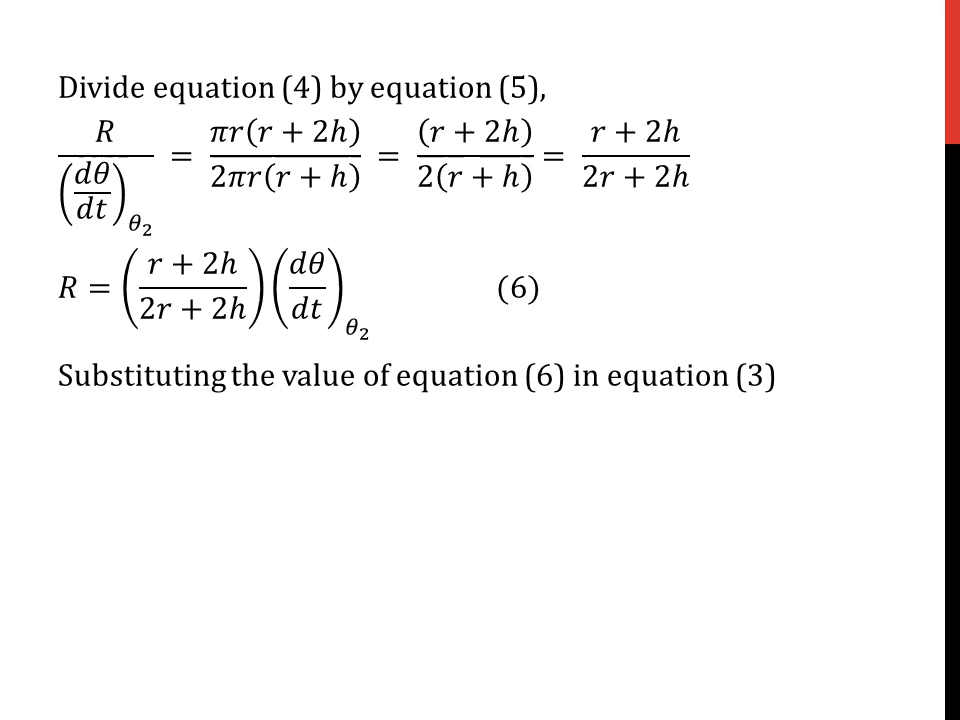 Divide equation (4) by equation (5),
R / (dθ/dt)_θ₂ = πr(r + 2h) / 2πr(r + h) = (r + 2h) / 2(r + h) = r + 2h / 2r + 2h
R = (r + 2h / 2r + 2h) (dθ/dt)_θ₂ (6)
Substituting the value of equation (6) in equation (3)